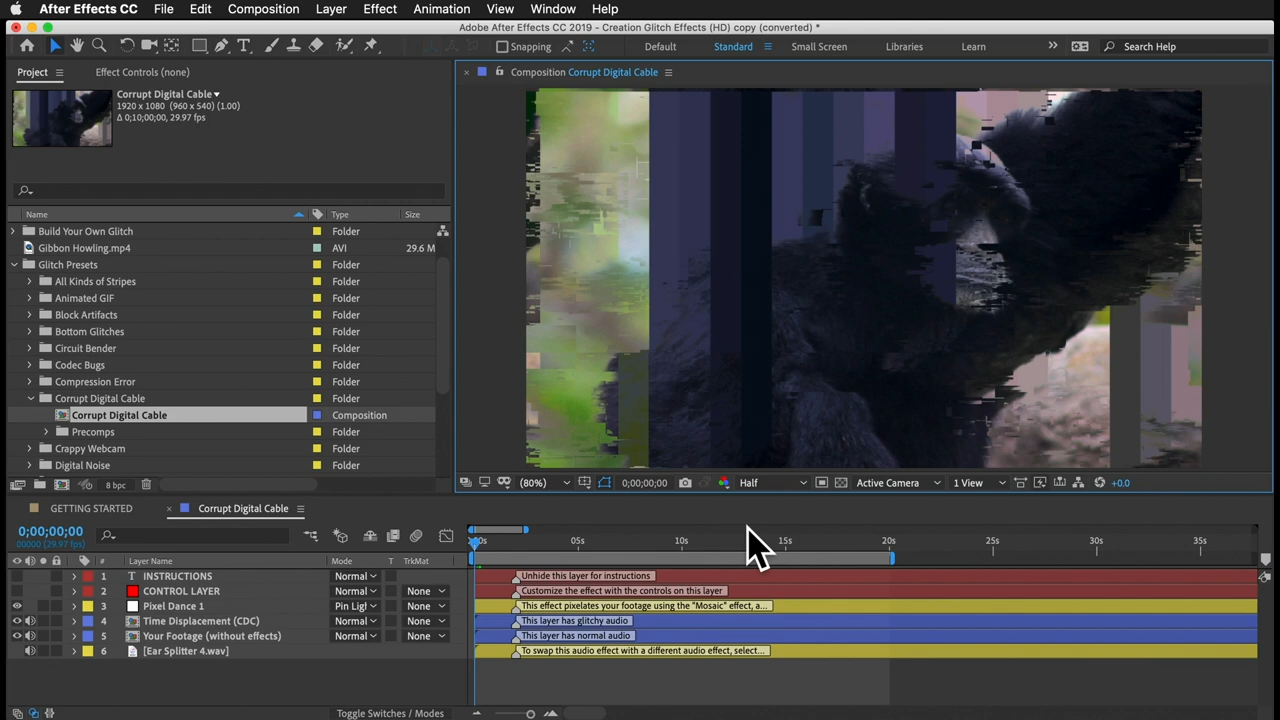 After Effects CC File Edit Composition Layer Effect Animation View Window Help
Adobe After Effects CC 2019 - Creation Glitch Effects (HD) copy (converted) *
Snapping Default Standard Small Screen Libraries Learn Search Help
Project Effect Controls (none) Composition Corrupt Digital Cable
Corrupt Digital Cable
1920 x 1080 (960 x 540) (1.00)
Δ 0;10;00;00, 29.97 fps
Name Type Size
Build Your Own Glitch Folder
Gibbon Howling.mp4 AVI 29.6 M
Glitch Presets Folder
All Kinds of Stripes Folder
Animated GIF Folder
Block Artifacts Folder
Bottom Glitches Folder
Circuit Bender Folder
Codec Bugs Folder
Compression Error Folder
Corrupt Digital Cable Folder
Corrupt Digital Cable Composition
Precomps Folder
Crappy Webcam Folder
Digital Noise Folder
8 bpc (80%) 0;00;00;00 Half Active Camera 1 View +0.0
GETTING STARTED Corrupt Digital Cable
0;00;00;00
00000 (29.97 fps)
00s 05s 10s 15s 20s 25s 30s 35s
# Layer Name Mode T TrkMat
1 T INSTRUCTIONS Normal Unhide this layer for instructions
2 CONTROL LAYER Normal None Customize the effect with the controls on this layer
3 Pixel Dance 1 Pin Ligh None This effect pixelates your footage using the "Mosaic" effect, a...
4 Time Displacement (CDC) Normal None This layer has glitchy audio
5 Your Footage (without effects) Normal None This layer has normal audio
6 [Ear Splitter 4.wav] To swap this audio effect with a different audio effect, select...
Toggle Switches / Modes